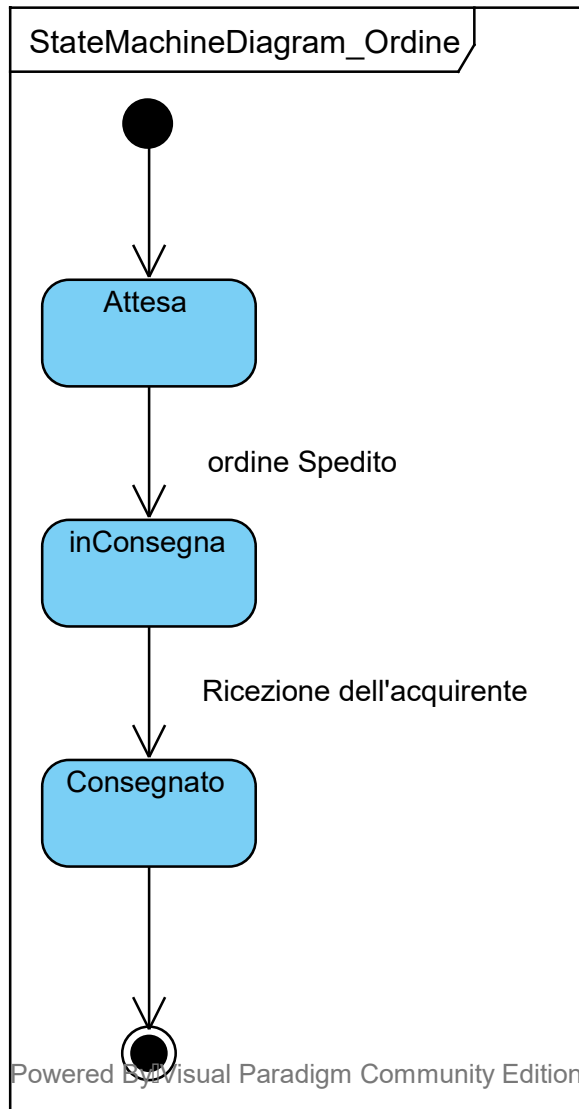 StateMachineDiagram_Ordine
Attesa
ordine Spedito
inConsegna
Ricezione dell'acquirente
Consegnato
Powered By Visual Paradigm Community Edition